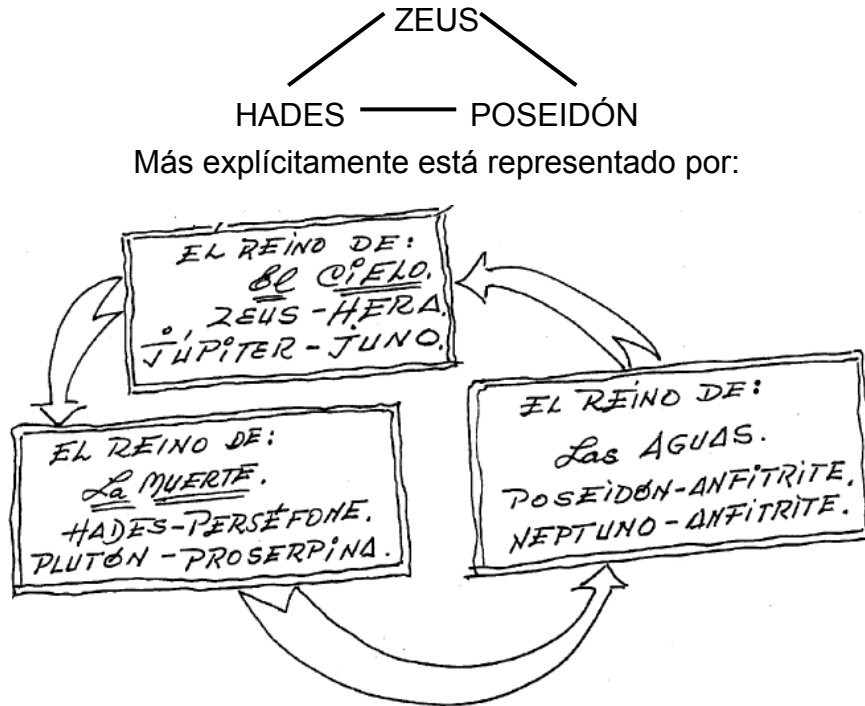 ZEUS
HADES POSEIDÓN
Más explícitamente está representado por:
EL REINO DE:
El CIELO.
ZEUS-HERA.
JÚPITER-JUNO.
EL REINO DE:
La MUERTE.
HADES-PERSÉFONE.
PLUTÓN-PROSERPINA.
EL REINO DE:
Las AGUAS.
POSEIDÓN-ANFITRITE.
NEPTUNO-ANFITRITE.